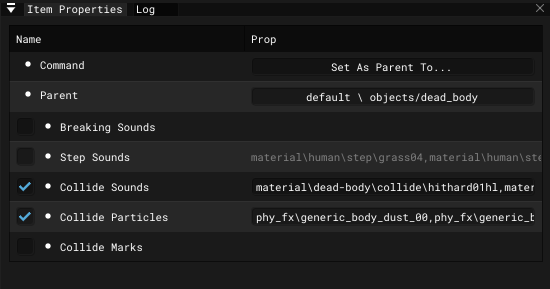 Item Properties Log
Name Prop
Command Set As Parent To...
Parent default \ objects/dead_body
Breaking Sounds
Step Sounds material\human\step\grass04,material\human\ste
Collide Sounds material\dead-body\collide\hithard01hl,mater
Collide Particles phy_fx\generic_body_dust_00,phy_fx\generic_b
Collide Marks